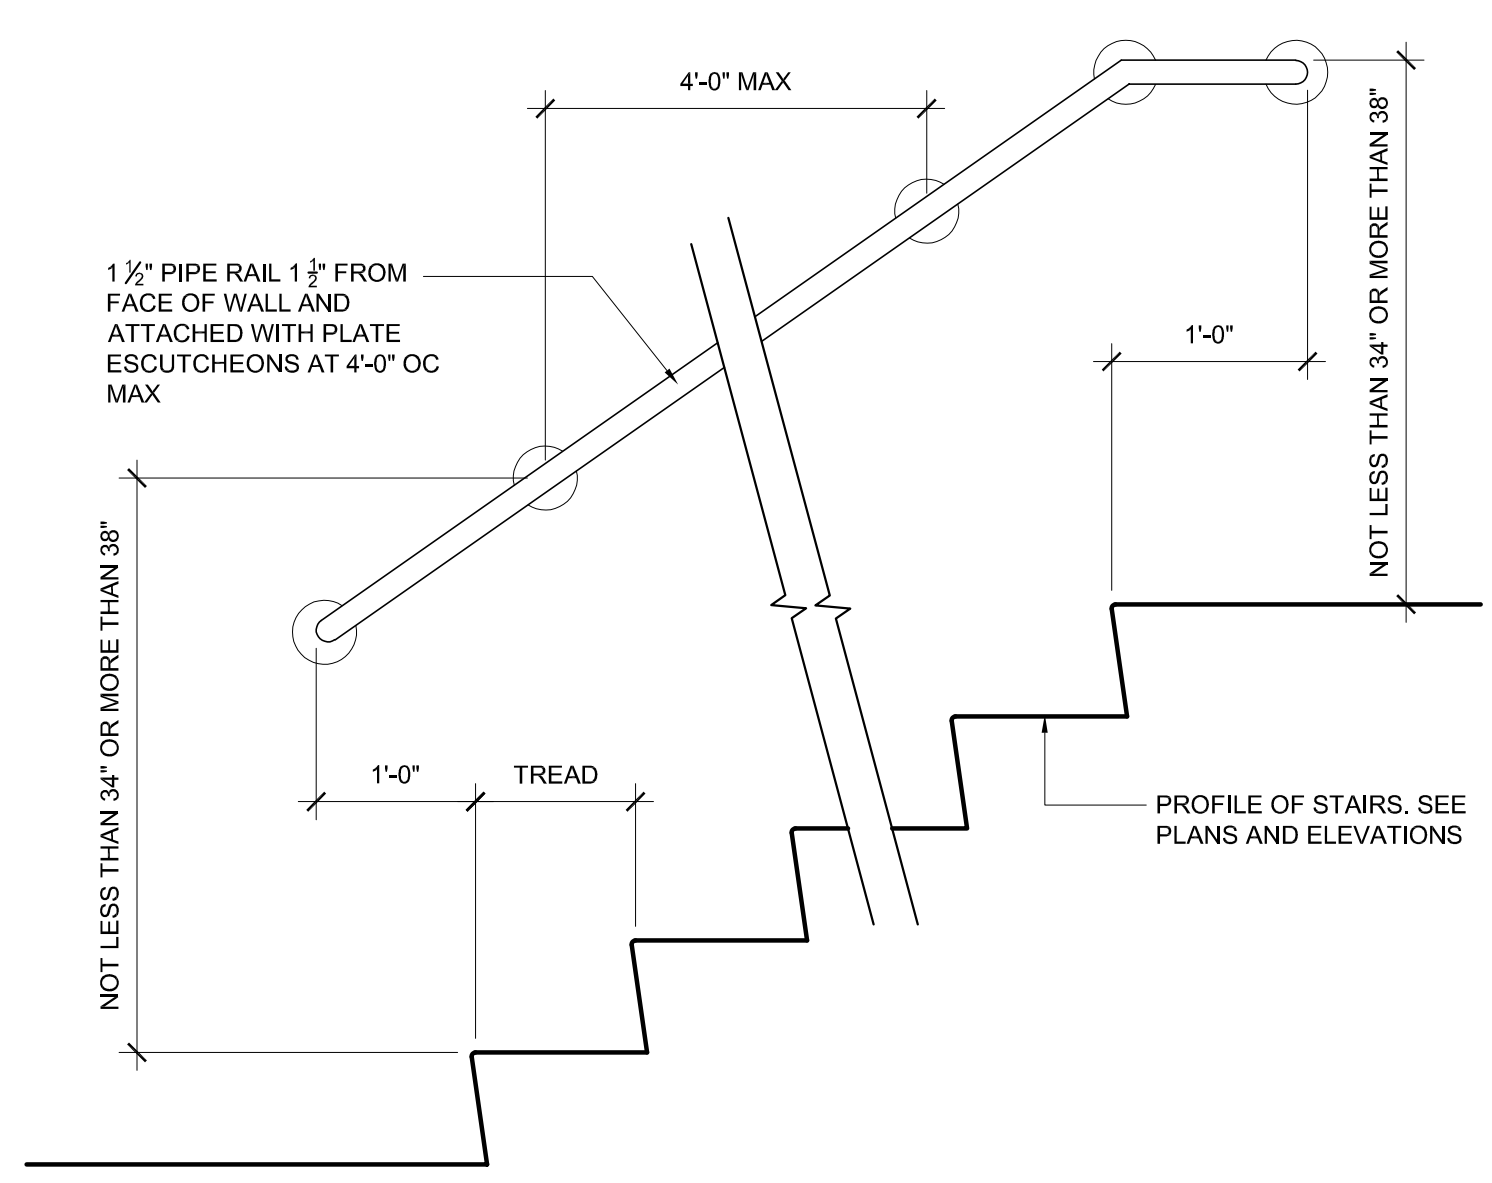 4'-0" MAX
1 1/2" PIPE RAIL 1 1/2" FROM
FACE OF WALL AND
ATTACHED WITH PLATE
ESCUTCHEONS AT 4'-0" OC
MAX
NOT LESS THAN 34" OR MORE THAN 38"
1'-0"
NOT LESS THAN 34" OR MORE THAN 38"
1'-0"
TREAD
PROFILE OF STAIRS. SEE
PLANS AND ELEVATIONS